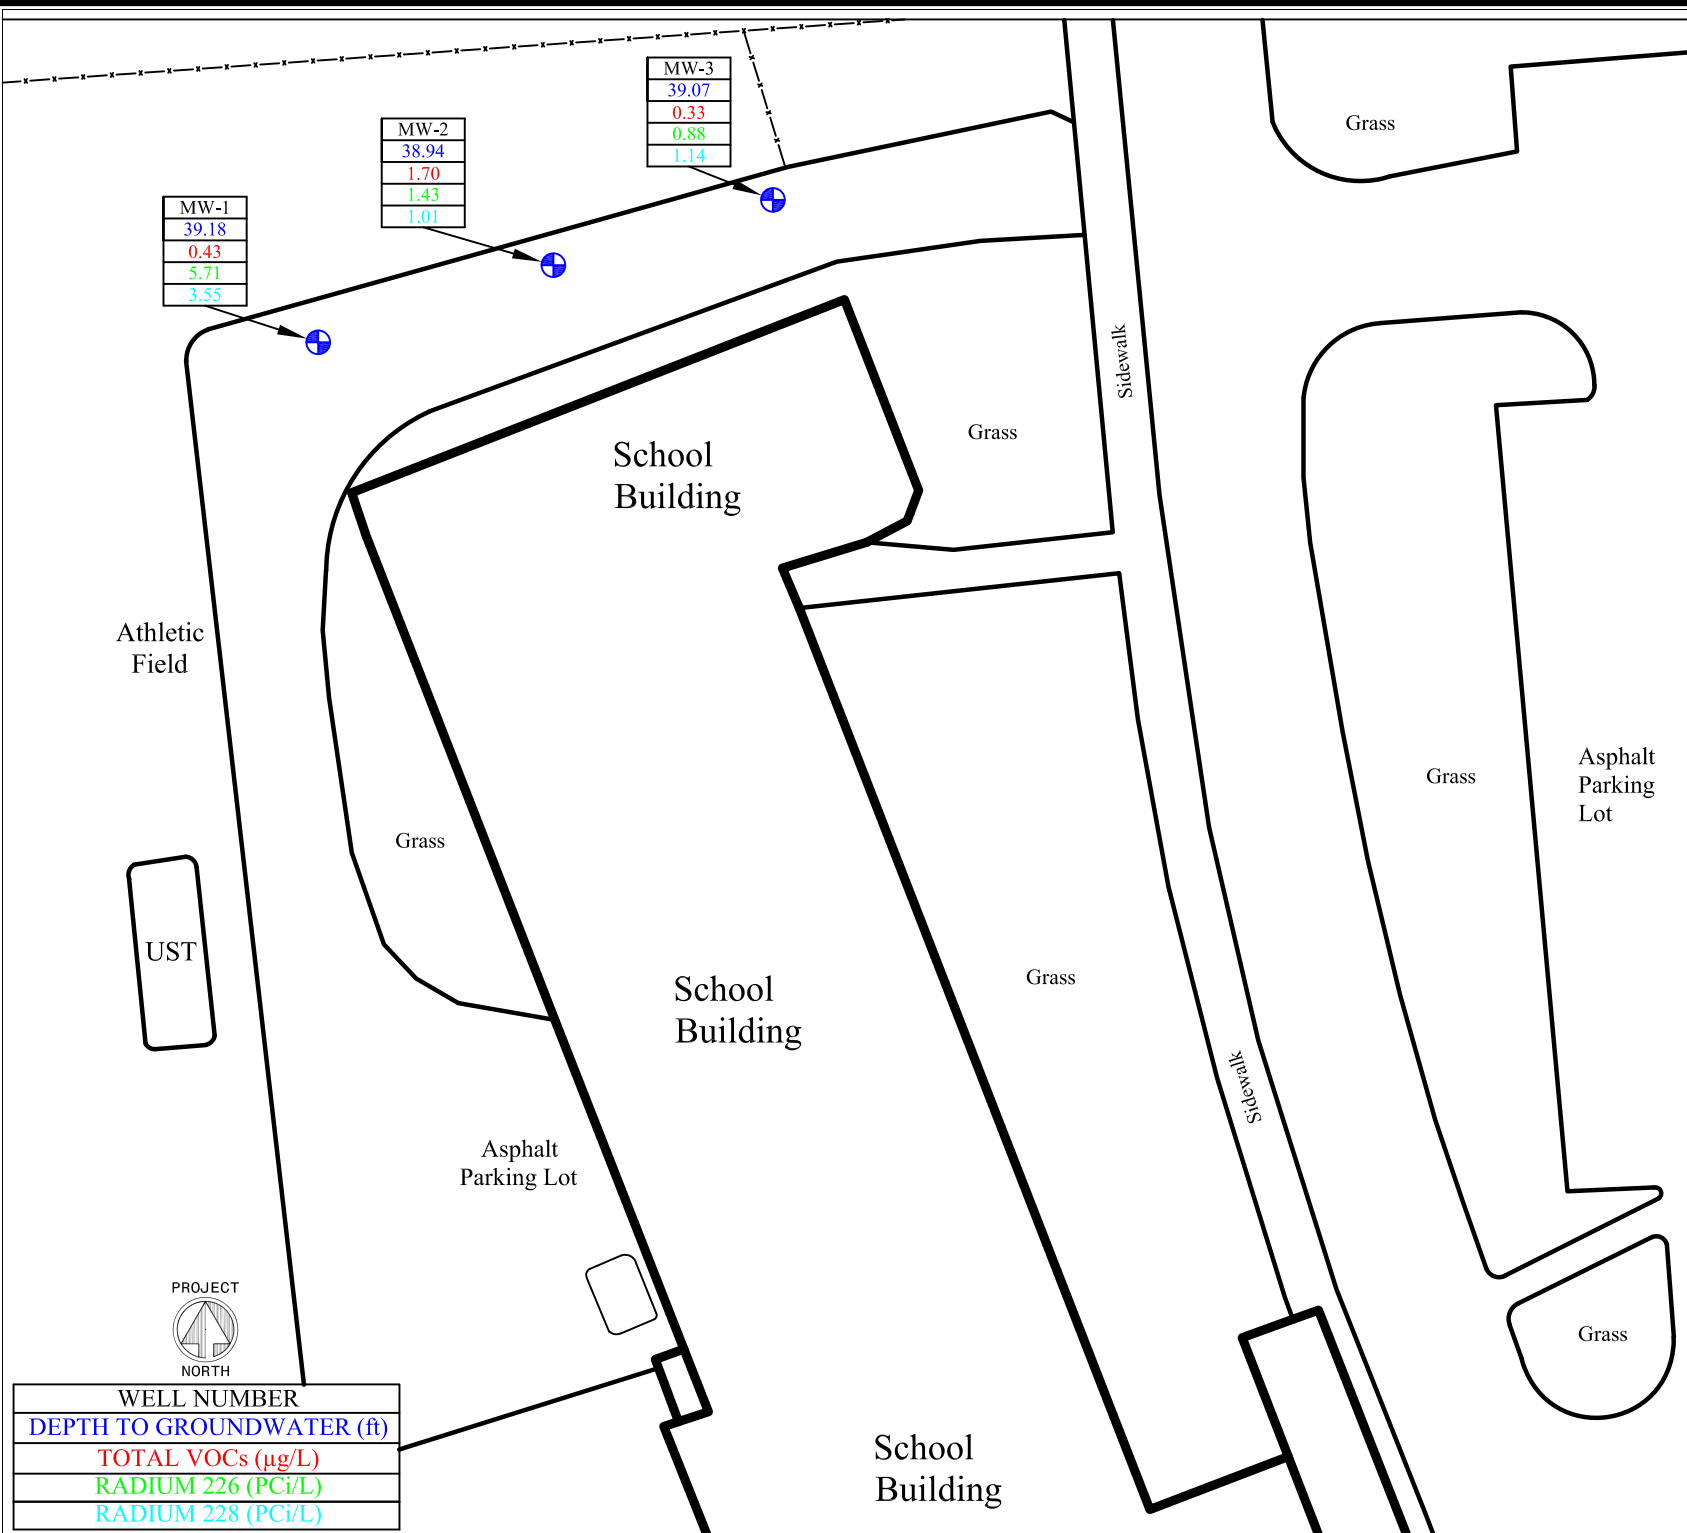 MW-3
39.07
0.33
0.88
1.14
MW-2
38.94
1.70
1.43
1.01
MW-1
39.18
0.43
5.71
3.55
Grass
Sidewalk
Grass
School
Building
Athletic
Field
Grass
Asphalt
Parking
Lot
Grass
UST
Grass
School
Building
Sidewalk
Asphalt
Parking Lot
PROJECT
NORTH
Grass
WELL NUMBER
DEPTH TO GROUNDWATER (ft)
TOTAL VOCs (µg/L)
RADIUM 226 (PCi/L)
RADIUM 228 (PCi/L)
School
Building